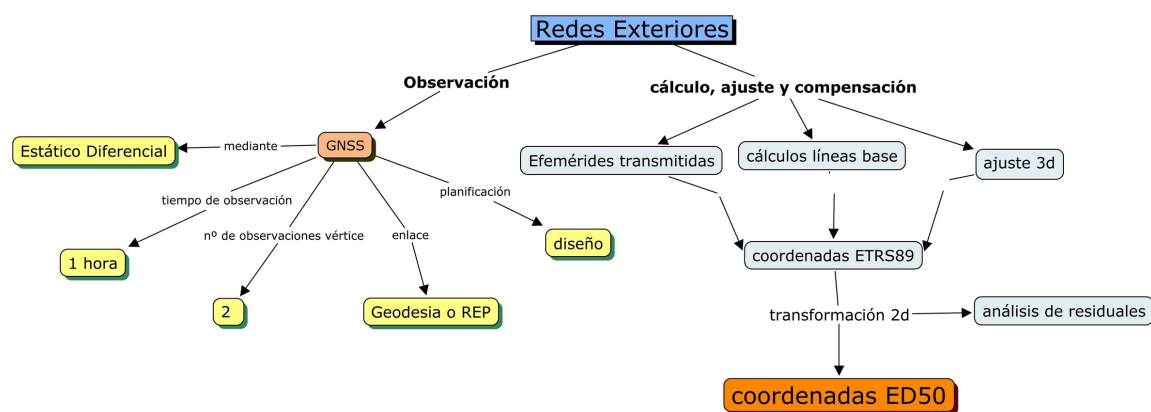 Redes Exteriores
Observación
cálculo, ajuste y compensación
Estático Diferencial
mediante
GNSS
Efemérides transmitidas
cálculos líneas base
ajuste 3d
tiempo de observación
planificación
nº de observaciones vértice
enlace
diseño
1 hora
coordenadas ETRS89
2
Geodesia o REP
transformación 2d
análisis de residuales
coordenadas ED50